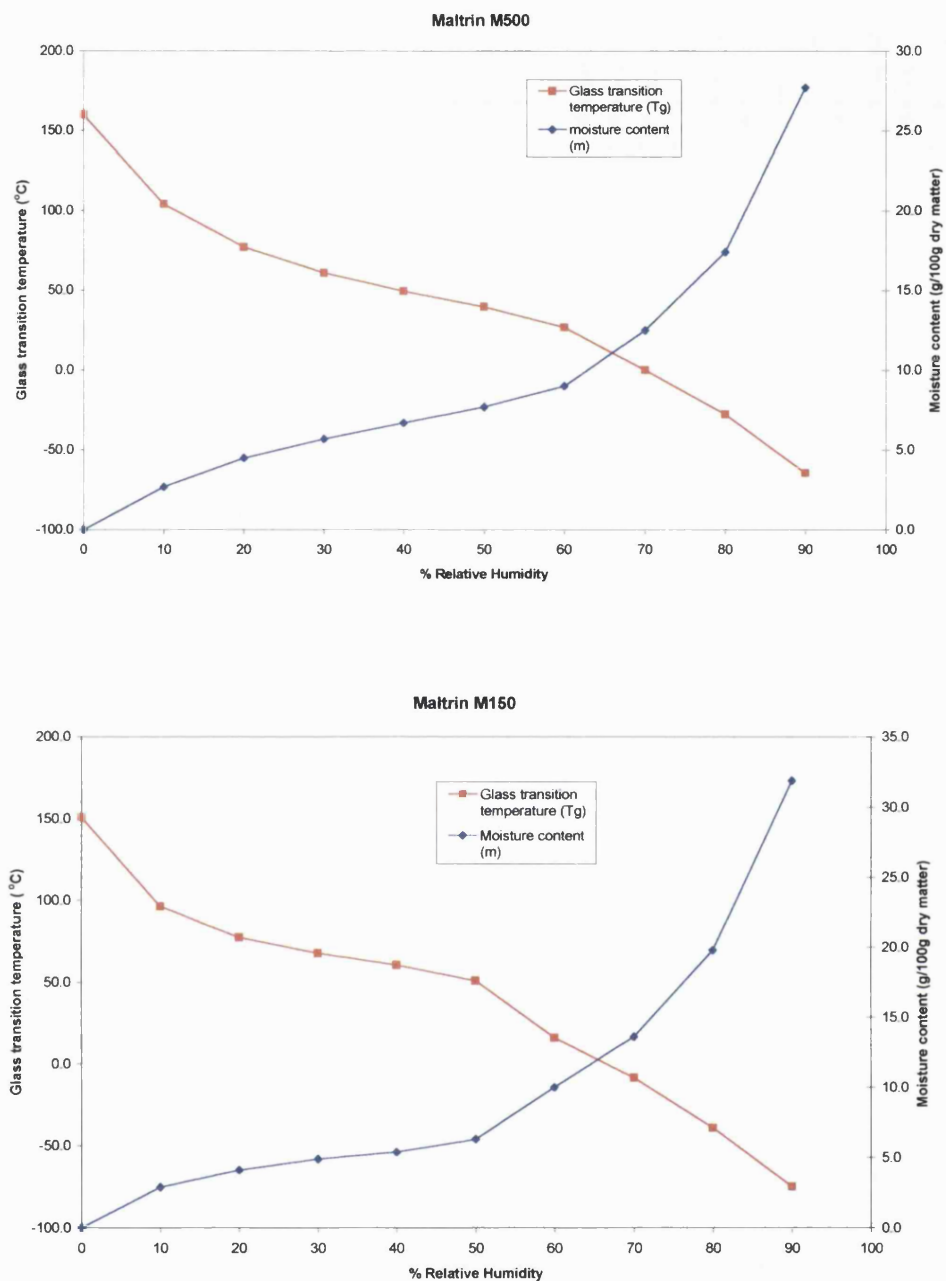 Maltrin M500
Glass transition temperature (°C)
200.0
150.0
100.0
50.0
0.0
-50.0
-100.0
Glass transition
temperature (Tg)
moisture content
(m)
30.0
25.0
20.0
15.0
10.0
5.0
0.0
Moisture content (g/100g dry matter)
0 10 20 30 40 50 60 70 80 90 100
% Relative Humidity
Maltrin M150
Glass transition temperature (°C)
200.0
150.0
100.0
50.0
0.0
-50.0
-100.0
Glass transition
temperature (Tg)
Moisture content
(m)
35.0
30.0
25.0
20.0
15.0
10.0
5.0
0.0
Moisture content (g/100g dry matter)
0 10 20 30 40 50 60 70 80 90 100
% Relative Humidity